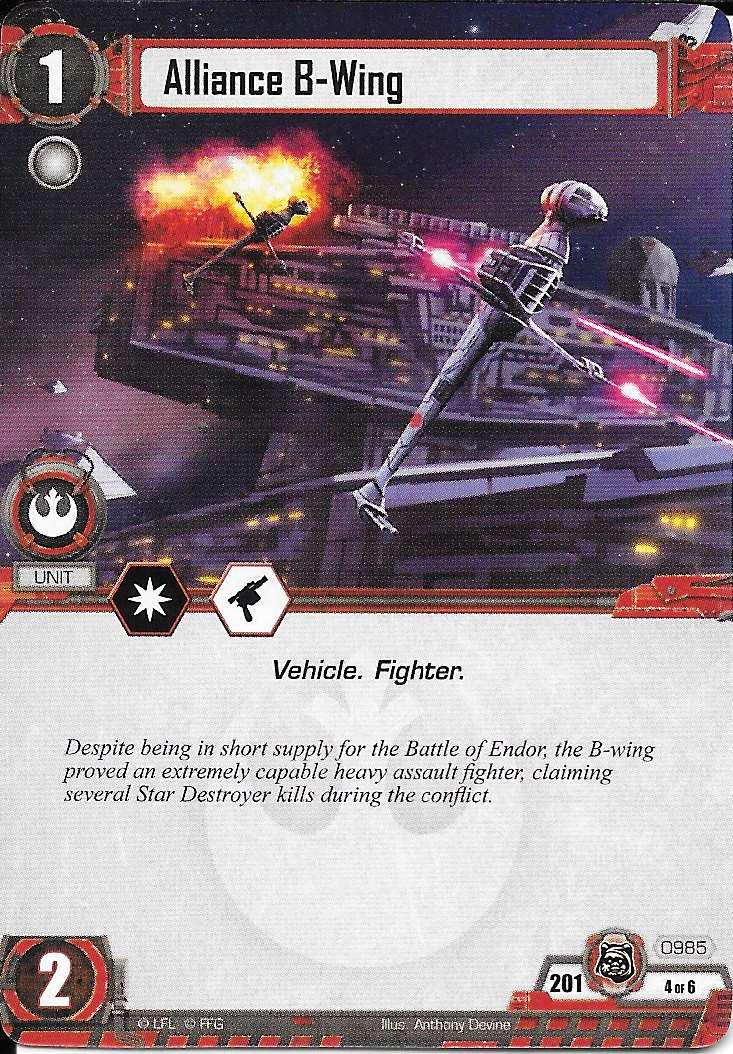 1
Alliance B-Wing
UNIT
Vehicle. Fighter.
Despite being in short supply for the Battle of Endor, the B-wing
proved an extremely capable heavy assault fighter, claiming
several Star Destroyer kills during the conflict.
2
0985
201
4 OF 6
© LFL © FFG
Illus. Anthony Devine